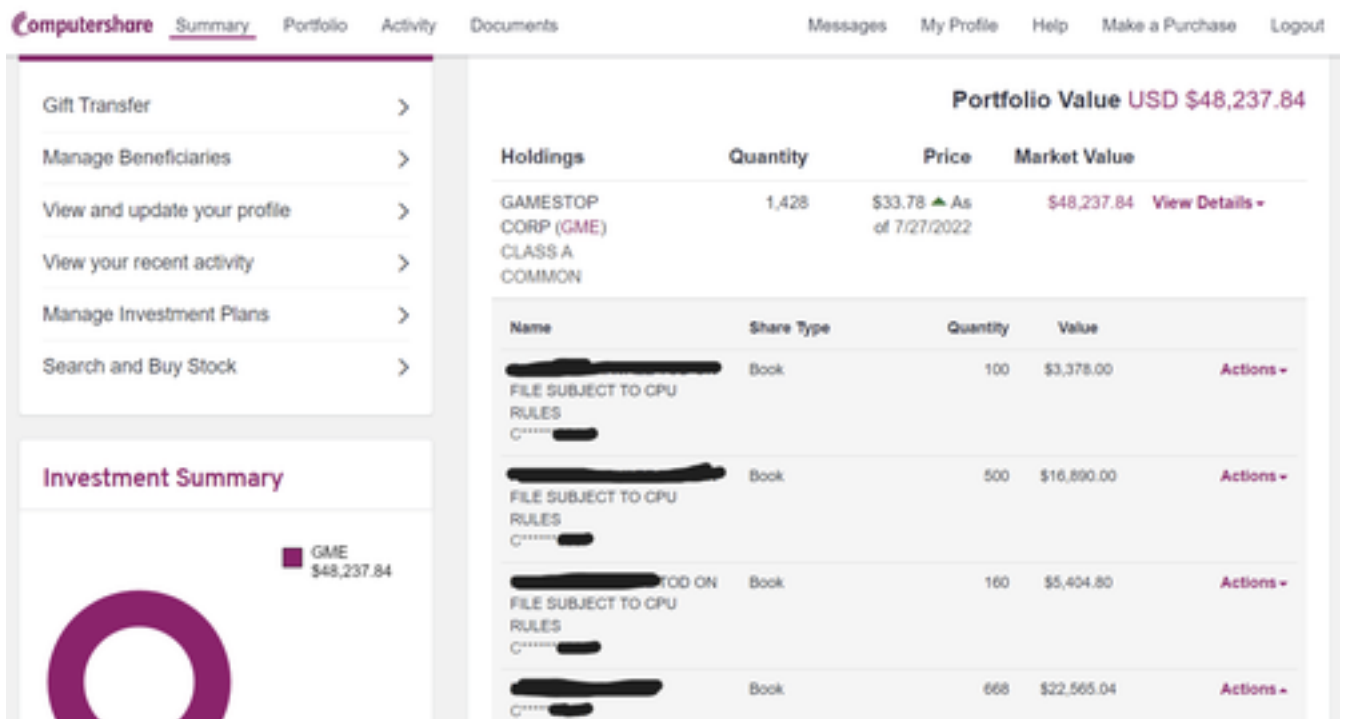 Computershare Summary Portfolio Activity Documents Messages My Profile Help Make a Purchase Logout
Gift Transfer
Manage Beneficiaries
View and update your profile
View your recent activity
Manage Investment Plans
Search and Buy Stock
Investment Summary
GME
$48,237.84
Portfolio Value USD $48,237.84
Holdings Quantity Price Market Value
GAMESTOP 1,428 $33.78 ▲ As $48,237.84 View Details
CORP (GME) of 7/27/2022
CLASS A
COMMON
Name Share Type Quantity Value
Book 100 $3,378.00 Actions
FILE SUBJECT TO CPU
RULES
C******
Book 500 $16,890.00 Actions
FILE SUBJECT TO CPU
RULES
C******
TOD ON Book 160 $5,404.80 Actions
FILE SUBJECT TO CPU
RULES
C******
Book 668 $22,565.04 Actions
C******